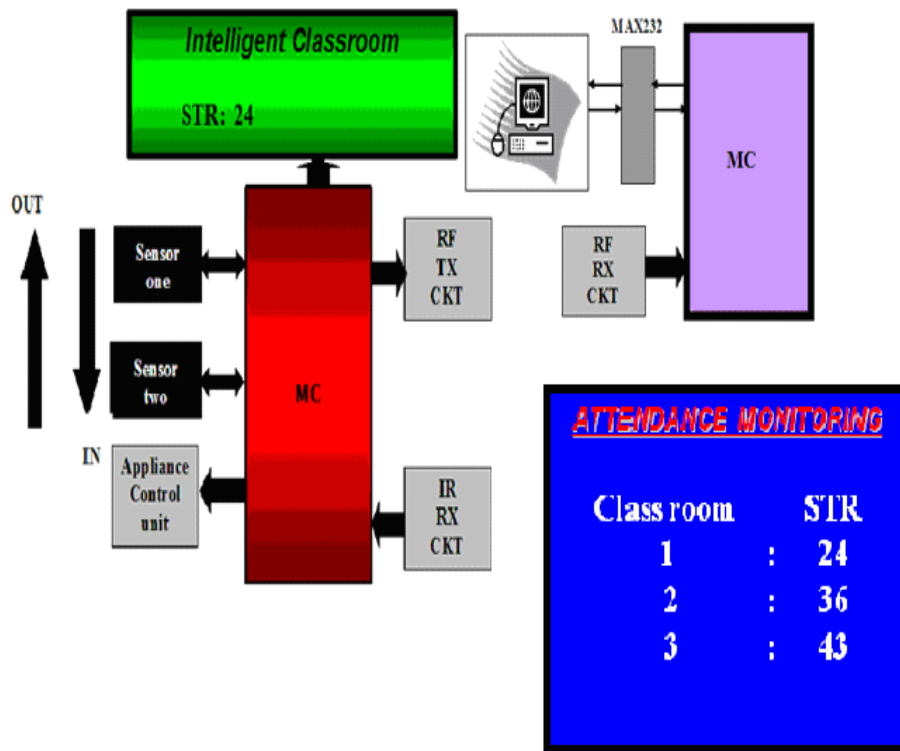 Intelligent Classroom
STR: 24
MAX232
MC
OUT
Sensor
one
RF
TX
CKT
RF
RX
CKT
Sensor
two
MC
IN
Appliance
Control
unit
IR
RX
CKT
ATTENDANCE MONITORING
Class room STR
1 : 24
2 : 36
3 : 43